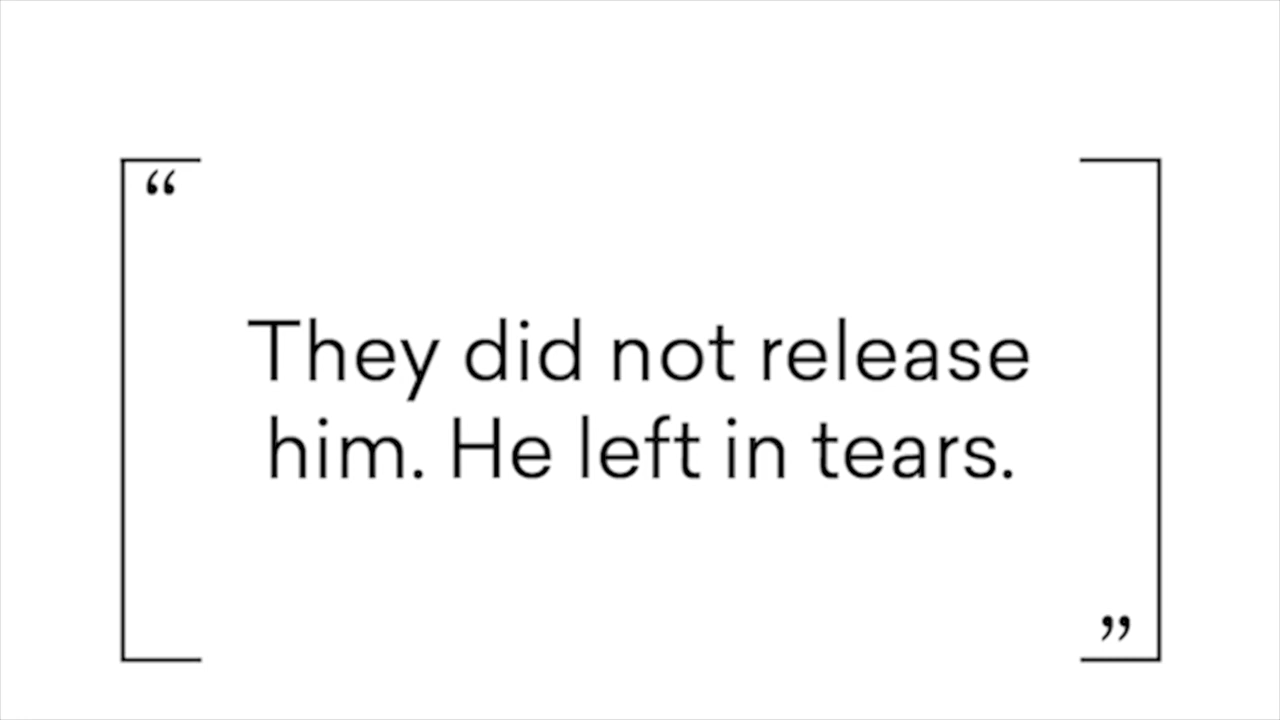 “
They did not release
him. He left in tears.
”